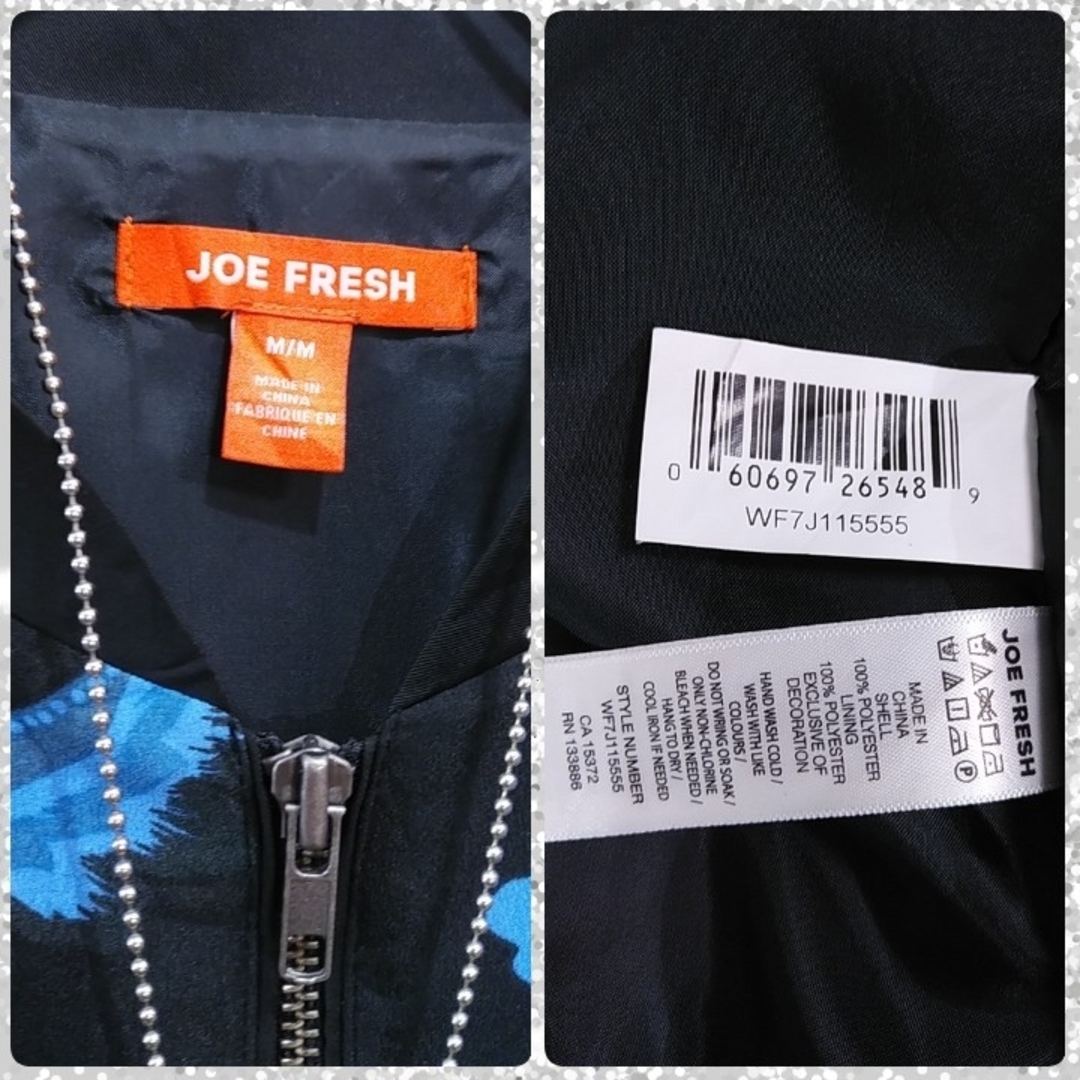 JOE FRESH
M/M
MADE IN
CHINA
FABRIQUÉ EN
CHINE
0 60697 26548 9
WF7J115555
JOE FRESH
MADE IN
CHINA
SHELL
100% POLYESTER
LINING
100% POLYESTER
EXCLUSIVE OF
DECORATION
HAND WASH COLD /
WASH WITH LIKE
COLOURS /
DO NOT WRING OR SOAK /
ONLY NON-CHLORINE
BLEACH WHEN NEEDED /
HANG TO DRY /
COOL IRON IF NEEDED
STYLE NUMBER
WF7J115555
CA 15372
RN 133886